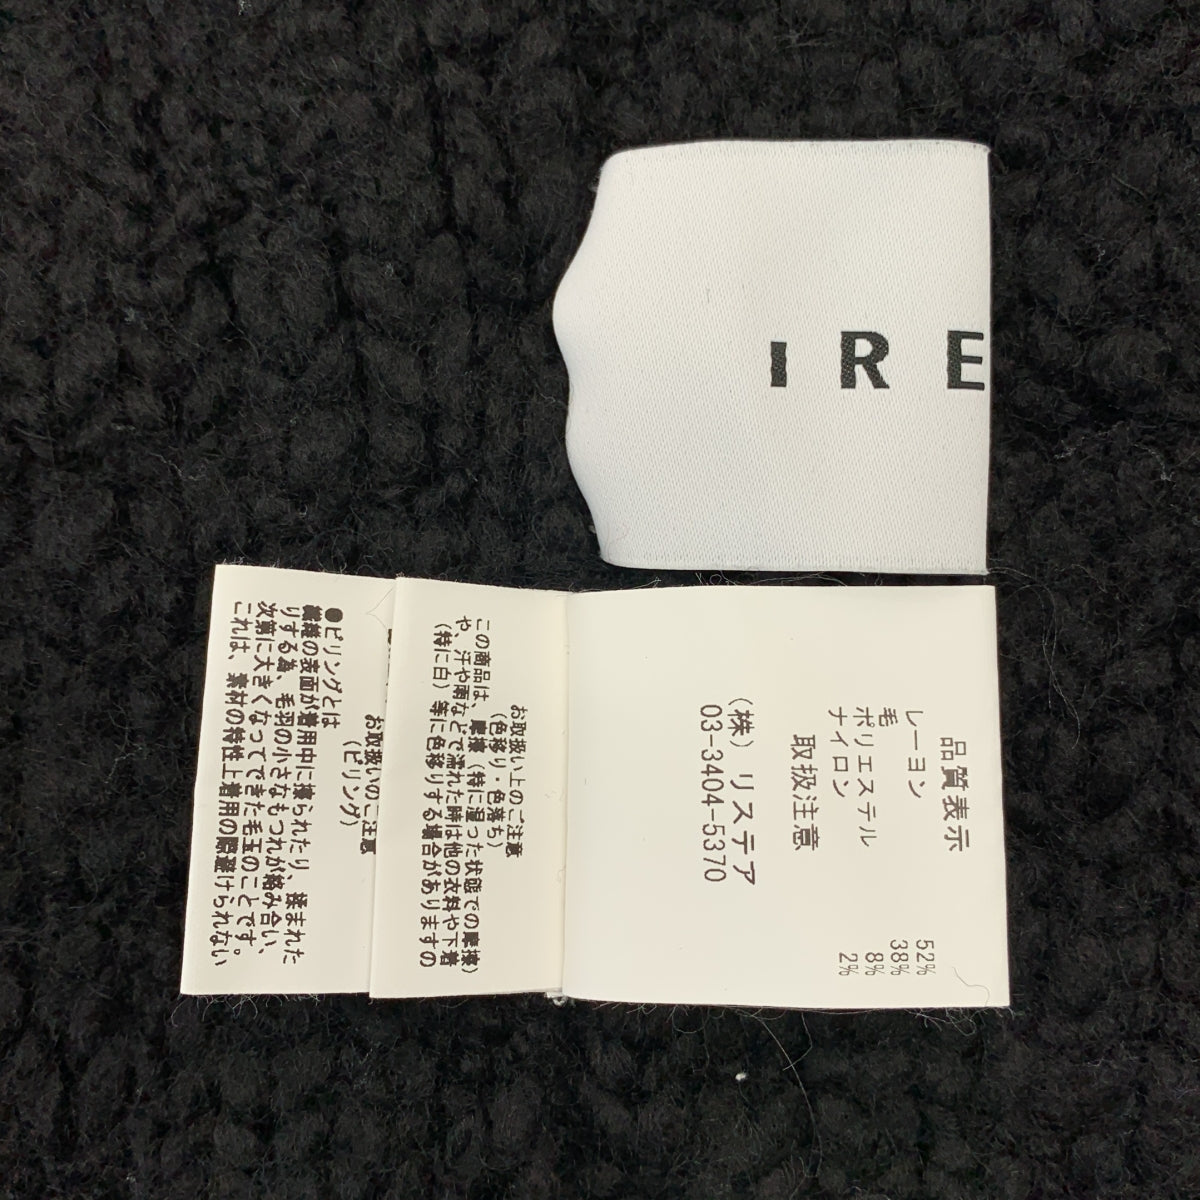 IRE
品質表示
レーヨン 52%
毛 38%
ポリエステル 8%
ナイロン 2%
取扱注意
(株)リステア
03-3404-5370
お取扱い上のご注意
(色移り・色落ち)
この商品は、摩擦(特に湿った状態での摩擦)
や、汗や雨などで濡れた時は他の衣料や下着
(特に白)等に色移りする場合がありますの
お取扱いのご注意
(ピリング)
●ピリングとは
繊維の表面が着用中に擦られたり、揉まれた
りする為、毛羽の小さなもつれが絡み合い、
次第に大きくなってできた毛玉のことです。
これは、素材の特性上着用の際避けられない